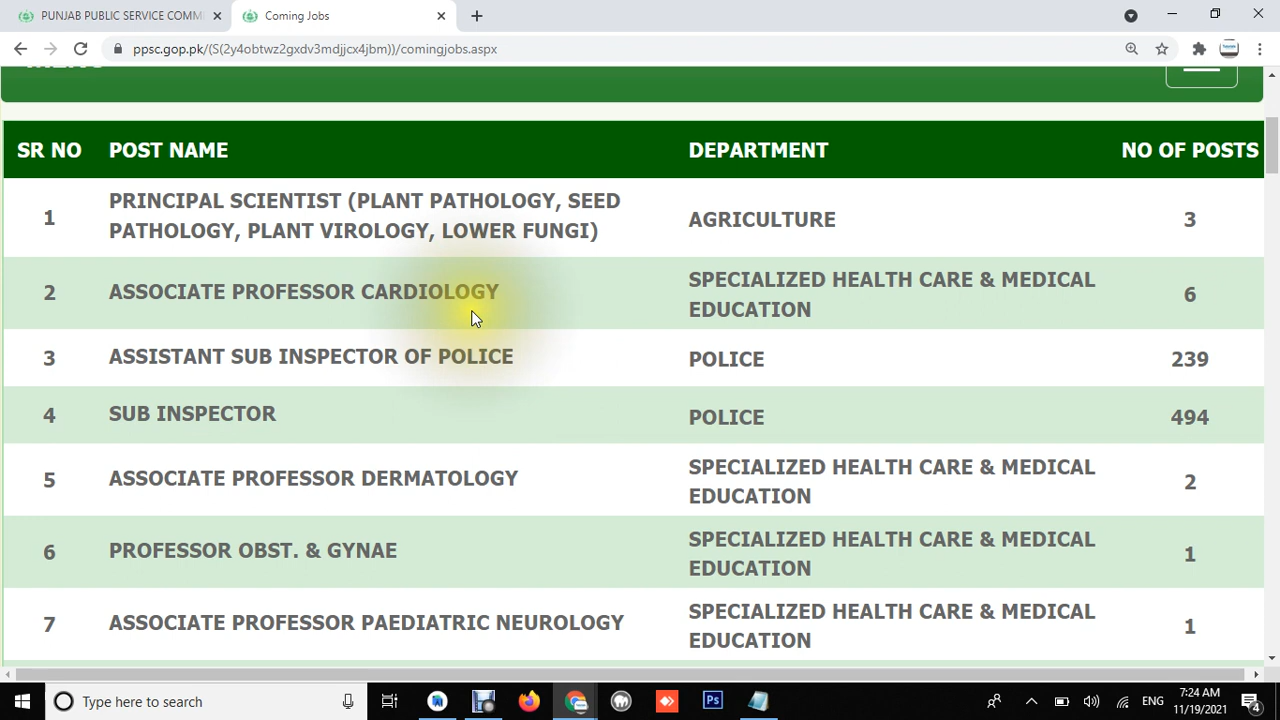 PUNJAB PUBLIC SERVICE COMMI
Coming Jobs
ppsc.gop.pk/(S(2y4obtwz2gxdv3mdjjcx4jbm))/comingjobs.aspx
SR NO POST NAME DEPARTMENT NO OF POSTS
1 PRINCIPAL SCIENTIST (PLANT PATHOLOGY, SEED
PATHOLOGY, PLANT VIROLOGY, LOWER FUNGI) AGRICULTURE 3
2 ASSOCIATE PROFESSOR CARDIOLOGY SPECIALIZED HEALTH CARE & MEDICAL
EDUCATION 6
3 ASSISTANT SUB INSPECTOR OF POLICE POLICE 239
4 SUB INSPECTOR POLICE 494
5 ASSOCIATE PROFESSOR DERMATOLOGY SPECIALIZED HEALTH CARE & MEDICAL
EDUCATION 2
6 PROFESSOR OBST. & GYNAE SPECIALIZED HEALTH CARE & MEDICAL
EDUCATION 1
7 ASSOCIATE PROFESSOR PAEDIATRIC NEUROLOGY SPECIALIZED HEALTH CARE & MEDICAL
EDUCATION 1
Type here to search
Ps
ENG
7:24 AM
11/19/2021
4